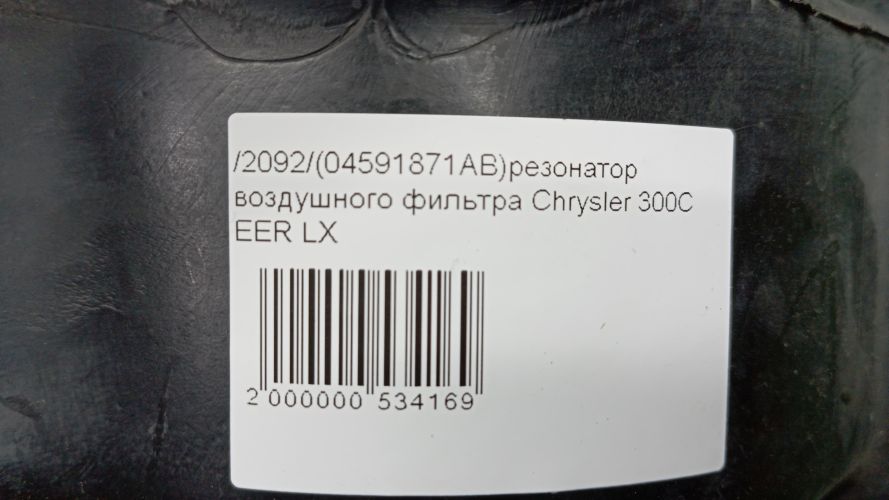 /2092/(04591871AB)резонатор
воздушного фильтра Chrysler 300C
EER LX
2 000000 534169